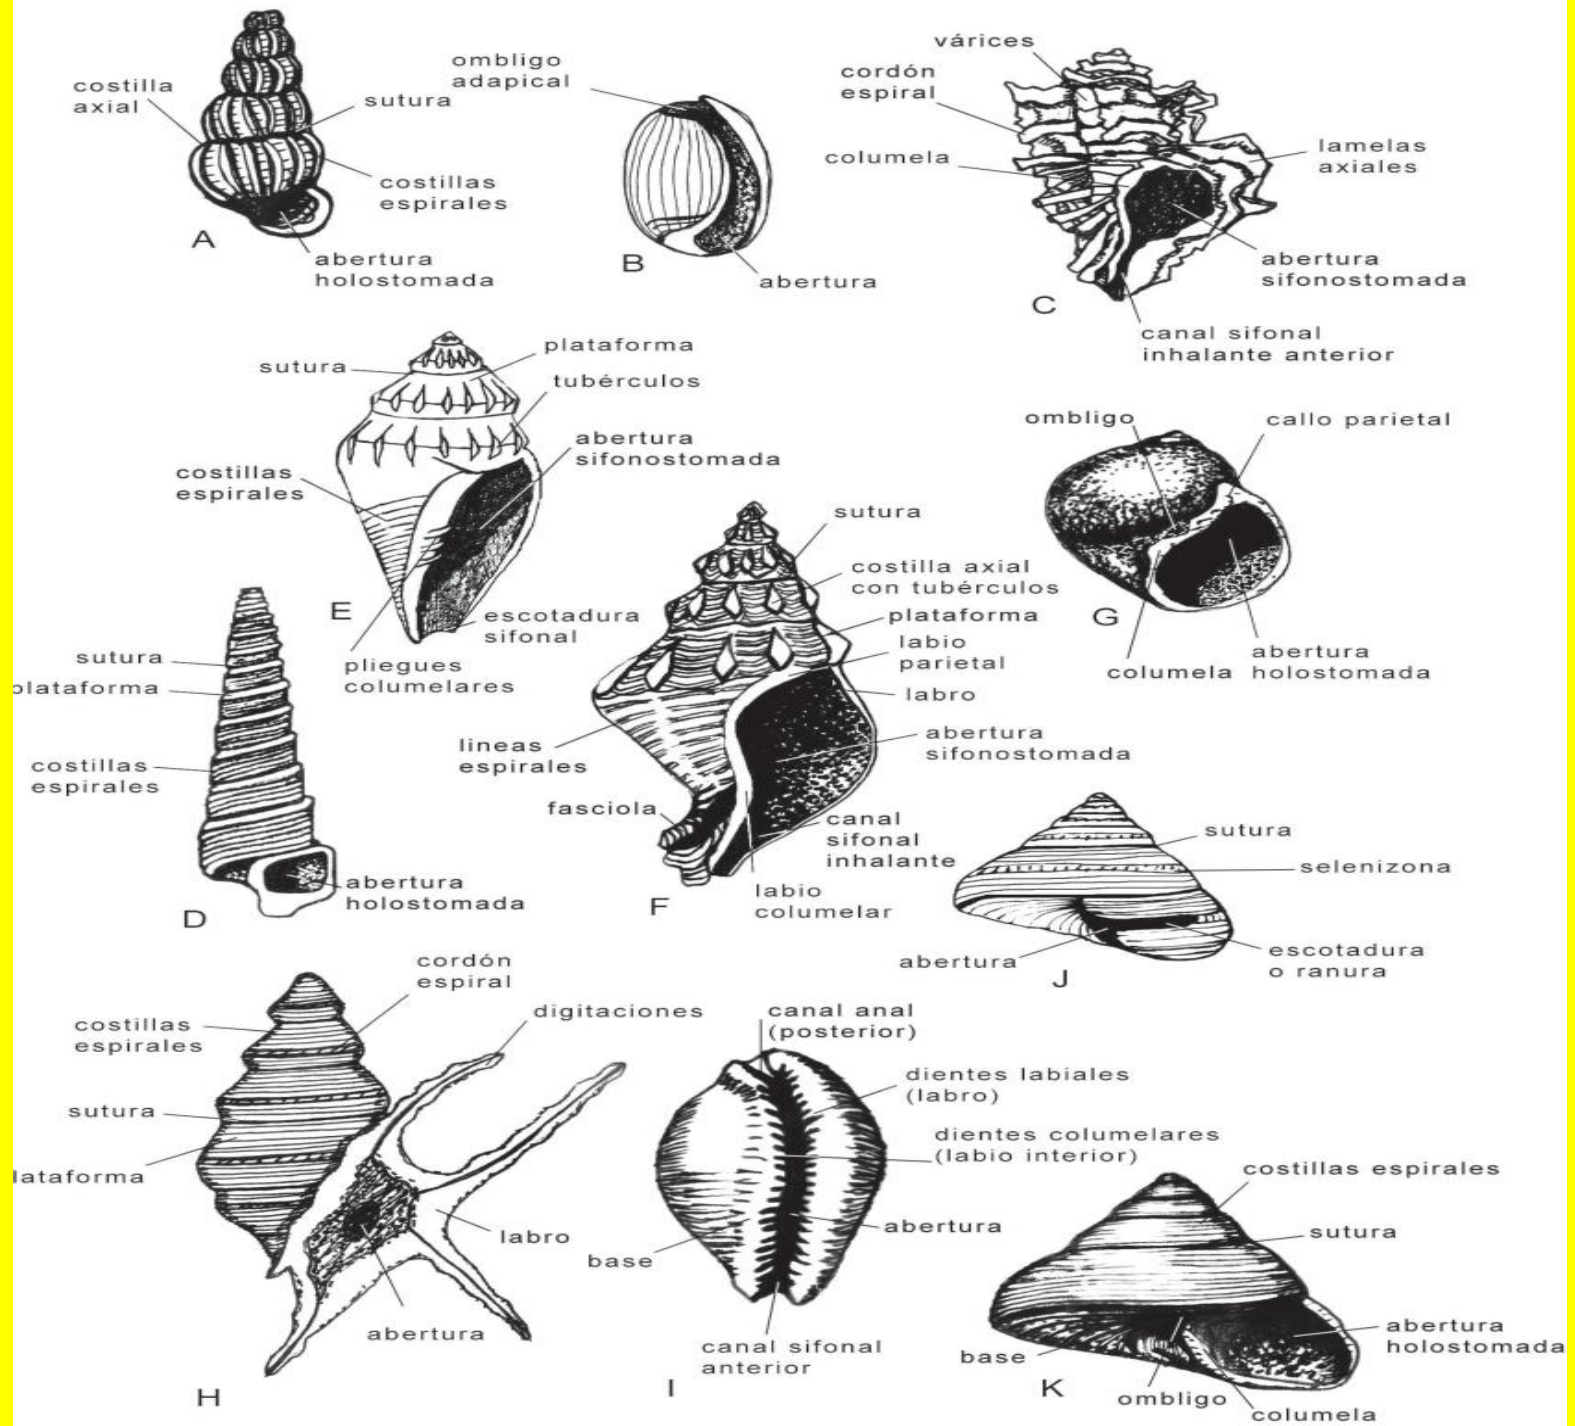 costilla
axial
sutura
costillas
espirales
A
abertura
holostomada
ombligo
adapical
B
abertura
várices
cordón
espiral
columela
lamelas
axiales
abertura
sifonostomada
C
canal sifonal
inhalante anterior
sutura
plataforma
tubérculos
abertura
sifonostomada
costillas
espirales
E
escotadura
sifonal
pliegues
columelares
ombligo
callo parietal
G
columela
abertura
holostomada
sutura
costilla axial
con tubérculos
plataforma
labio
parietal
labro
abertura
sifonostomada
lineas
espirales
fasciola
canal
sifonal
inhalante
F
labio
columelar
sutura
plataforma
costillas
espirales
abertura
holostomada
D
sutura
selenizona
escotadura
o ranura
abertura
J
cordón
espiral
digitaciones
costillas
espirales
sutura
lataforma
labro
abertura
H
canal anal
(posterior)
dientes labiales
(labro)
dientes columelares
(labio interior)
abertura
base
canal sifonal
anterior
I
costillas espirales
sutura
abertura
holostomada
base
K
ombligo
columela